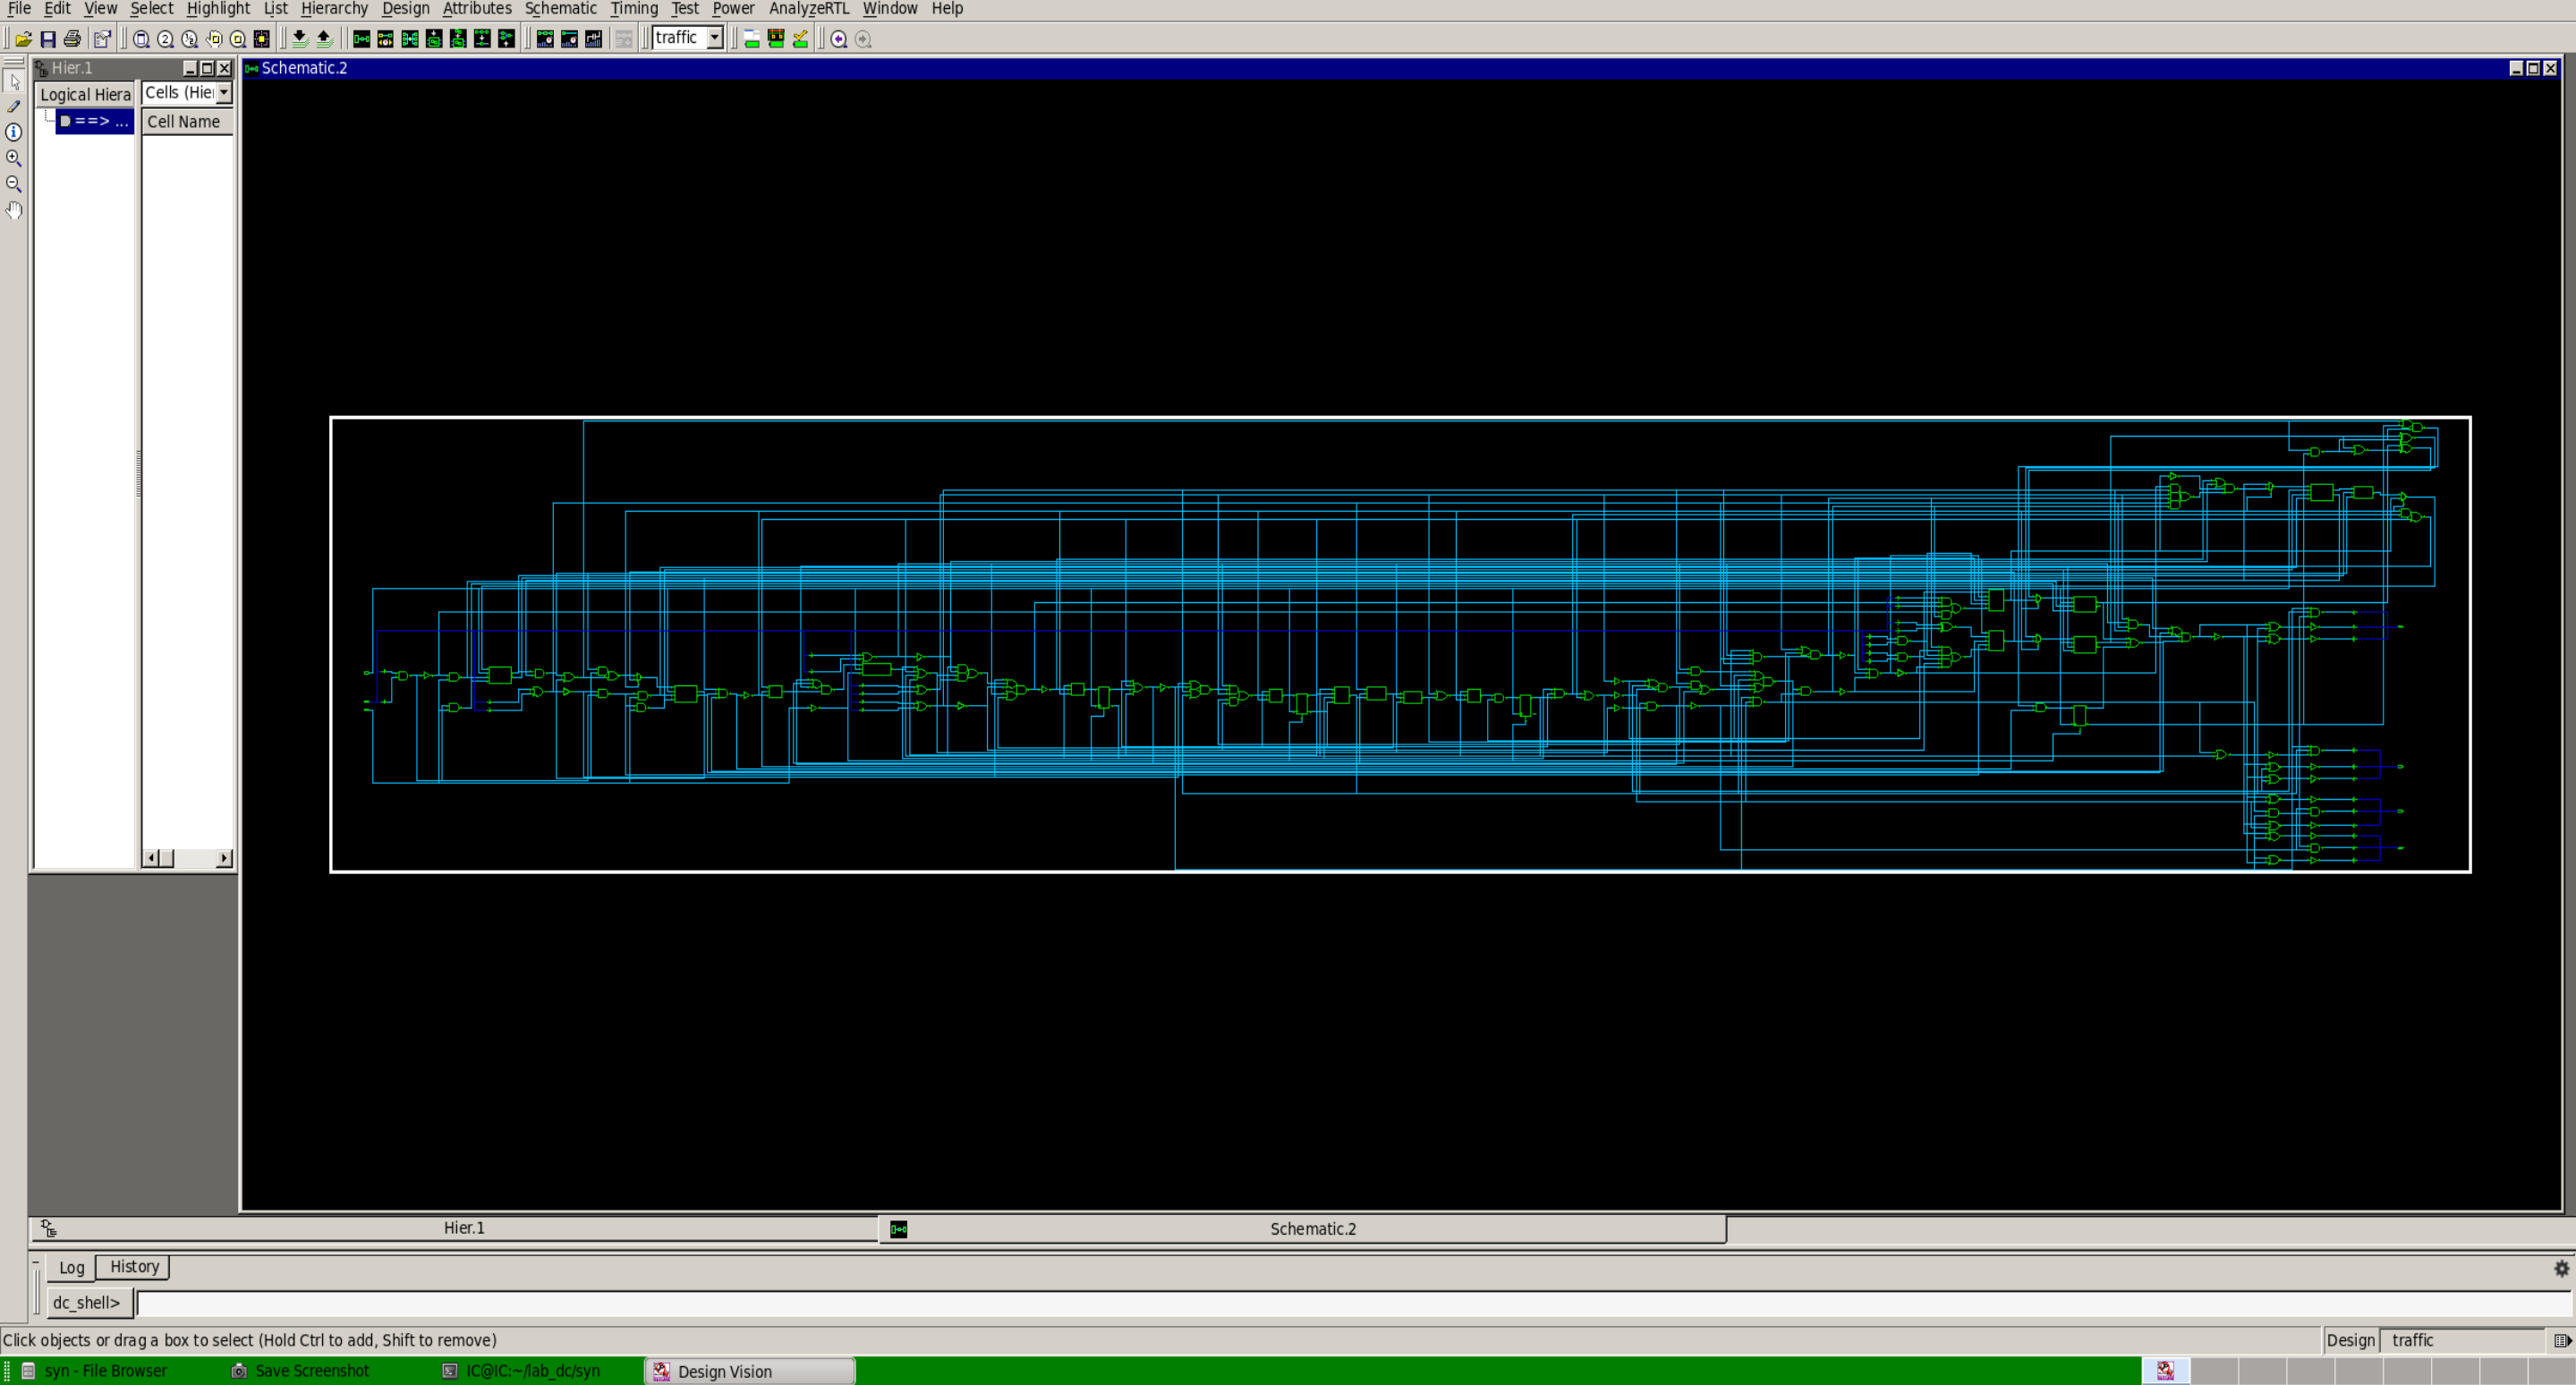 File Edit View Select Highlight List Hierarchy Design Attributes Schematic Timing Test Power AnalyzeRTL Window Help
traffic
Hier.1
Schematic.2
Logical Hiera
Cells (Hie
==> ...
Cell Name
Hier.1
Schematic.2
Log
History
dc_shell>
Click objects or drag a box to select (Hold Ctrl to add, Shift to remove)
Design
traffic
syn - File Browser
Save Screenshot
IC@IC:~/lab_dc/syn
Design Vision